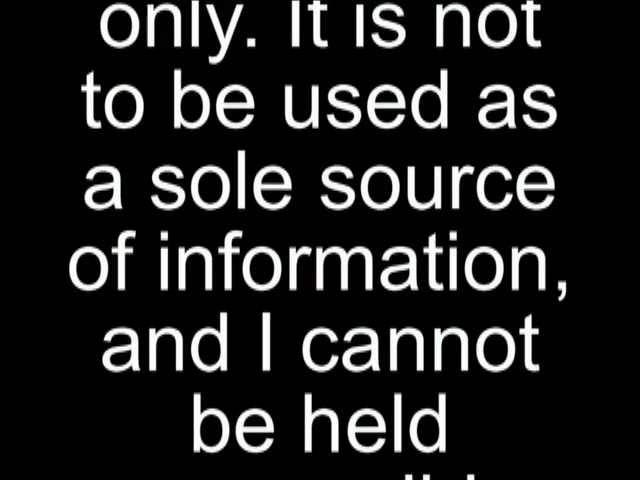 only. It is not
to be used as
a sole source
of information,
and I cannot
be held